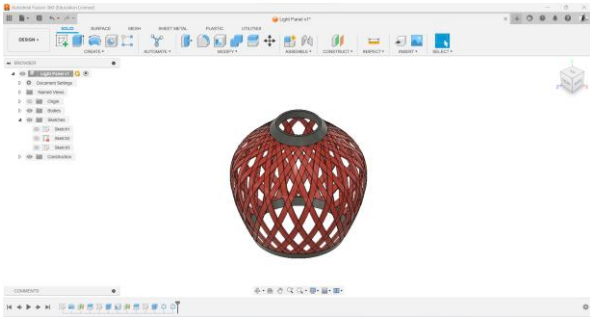 Autodesk Fusion 360 (Education License)
Light Panel v1*
SOLID SURFACE MESH SHEET METAL PLASTIC UTILITIES
DESIGN
CREATE AUTOMATE MODIFY ASSEMBLE CONSTRUCT INSPECT INSERT SELECT
BROWSER
Light Panel v1
Document Settings
Named Views
Origin
Bodies
Sketches
Sketch1
Sketch2
Sketch3
Construction
COMMENTS